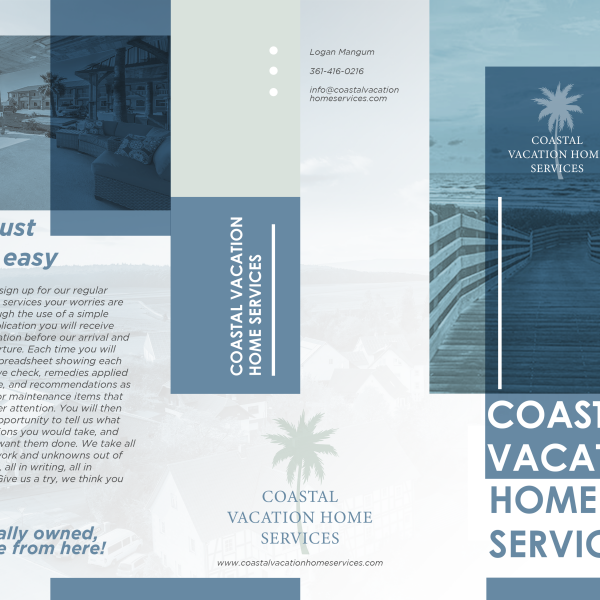 ust
easy
sign up for our regular
services your worries are
ugh the use of a simple
plication you will receive
ation before our arrival and
rture. Each time you will
preadsheet showing each
ve check, remedies applied
e, and recommendations as
or maintenance items that
er attention. You will then
pportunity to tell us what
ions you would take, and
want them done. We take all
work and unknowns out of
, all in writing, all in
Give us a try, we think you
ally owned,
e from here!
COASTAL VACATION
HOME SERVICES
Logan Mangum
361-416-0216
info@coastalvacation
homeservices.com
COASTAL
VACATION HOME
SERVICES
www.coastalvacationhomeservices.com
COASTAL
VACATION HOM
SERVICES
COAST
VACAT
HOME
SERVIC